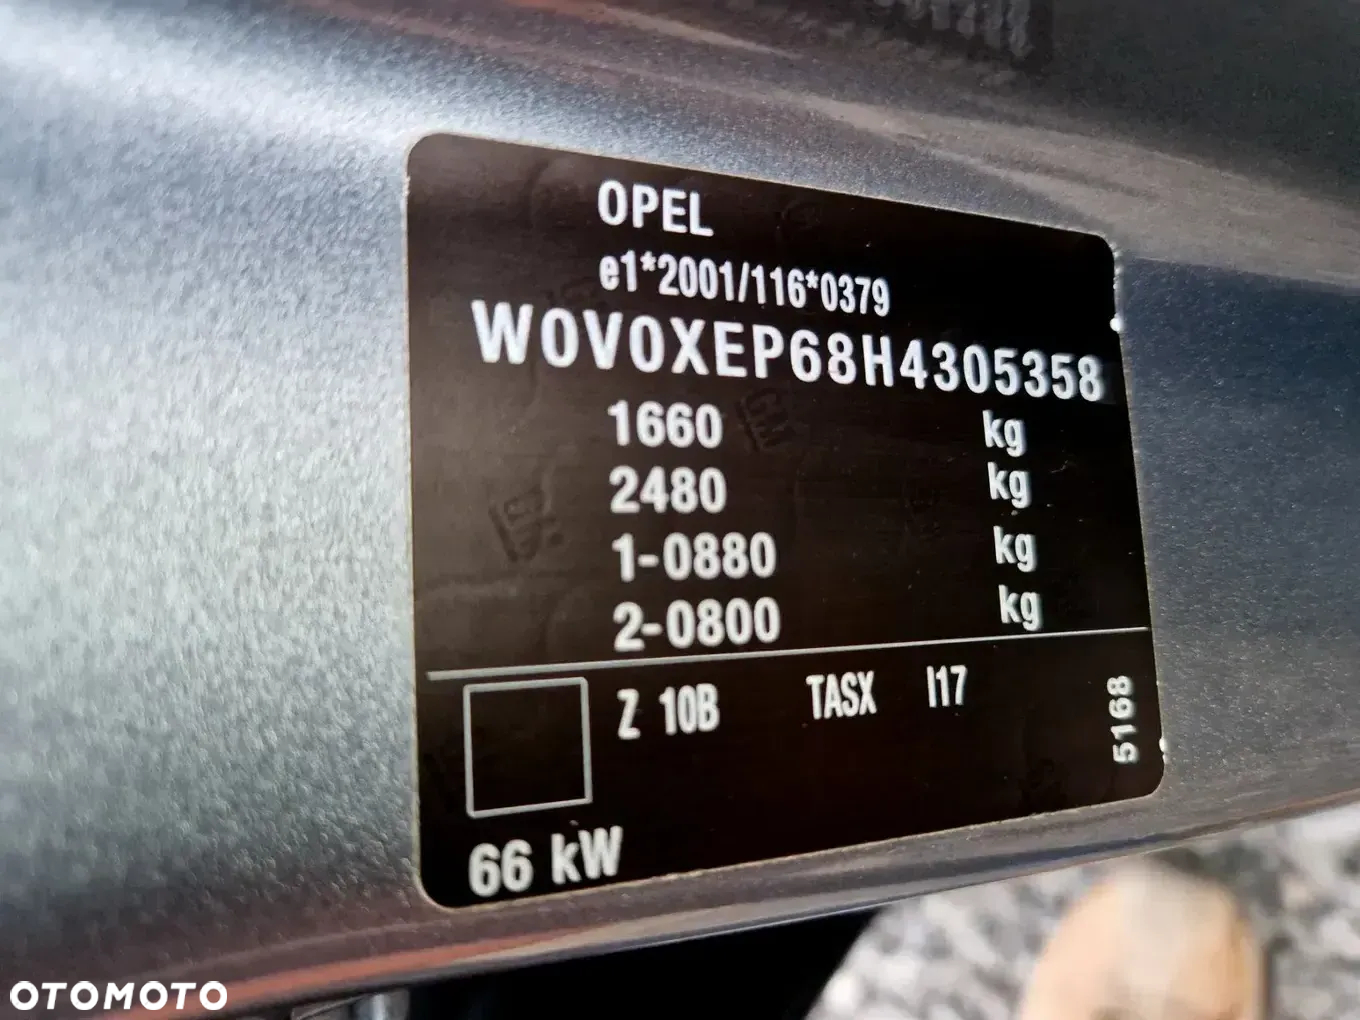 OPEL
e1*2001/116*0379
W0V0XEP68H4305358
1660 kg
2480 kg
1-0880 kg
2-0800 kg
Z 10B TASX I17
5168
66 kW
OTOMOTO